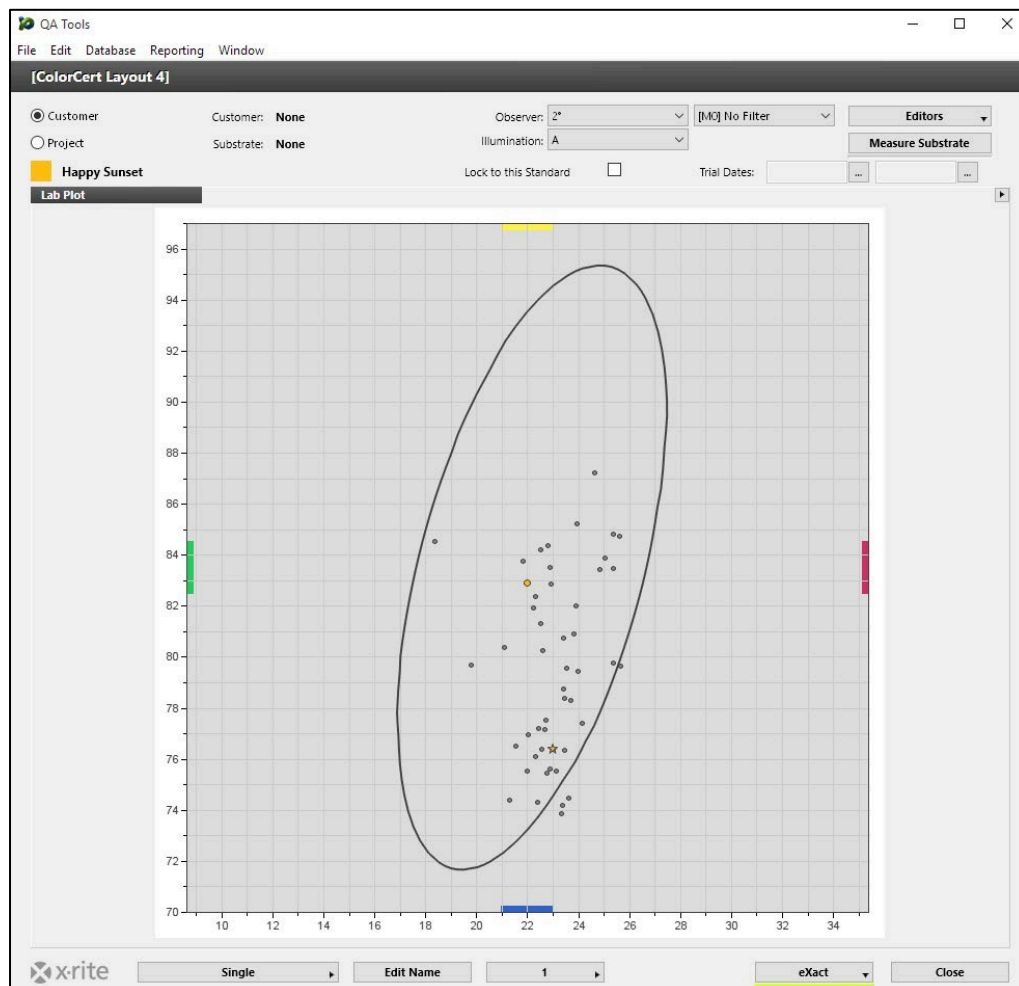 QA Tools
File Edit Database Reporting Window
[ColorCert Layout 4]
Customer Customer: None Observer: 2° [M0] No Filter Editors
Project Substrate: None Illumination: A Measure Substrate
Happy Sunset Lock to this Standard Trial Dates: ... ...
Lab Plot
96
94
92
90
88
86
84
82
80
78
76
74
72
70
10 12 14 16 18 20 22 24 26 28 30 32 34
x-rite Single Edit Name 1 eXact Close